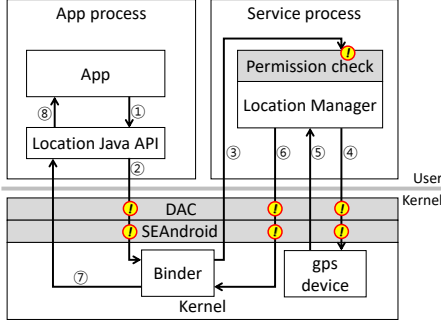 App process
Service process
!
App
Permission check
⑧
①
Location Manager
Location Java API
②
③
⑥
⑤
④
User
Kernel
! DAC ! !
! SEAndroid ! !
Binder
gps
device
⑦
Kernel